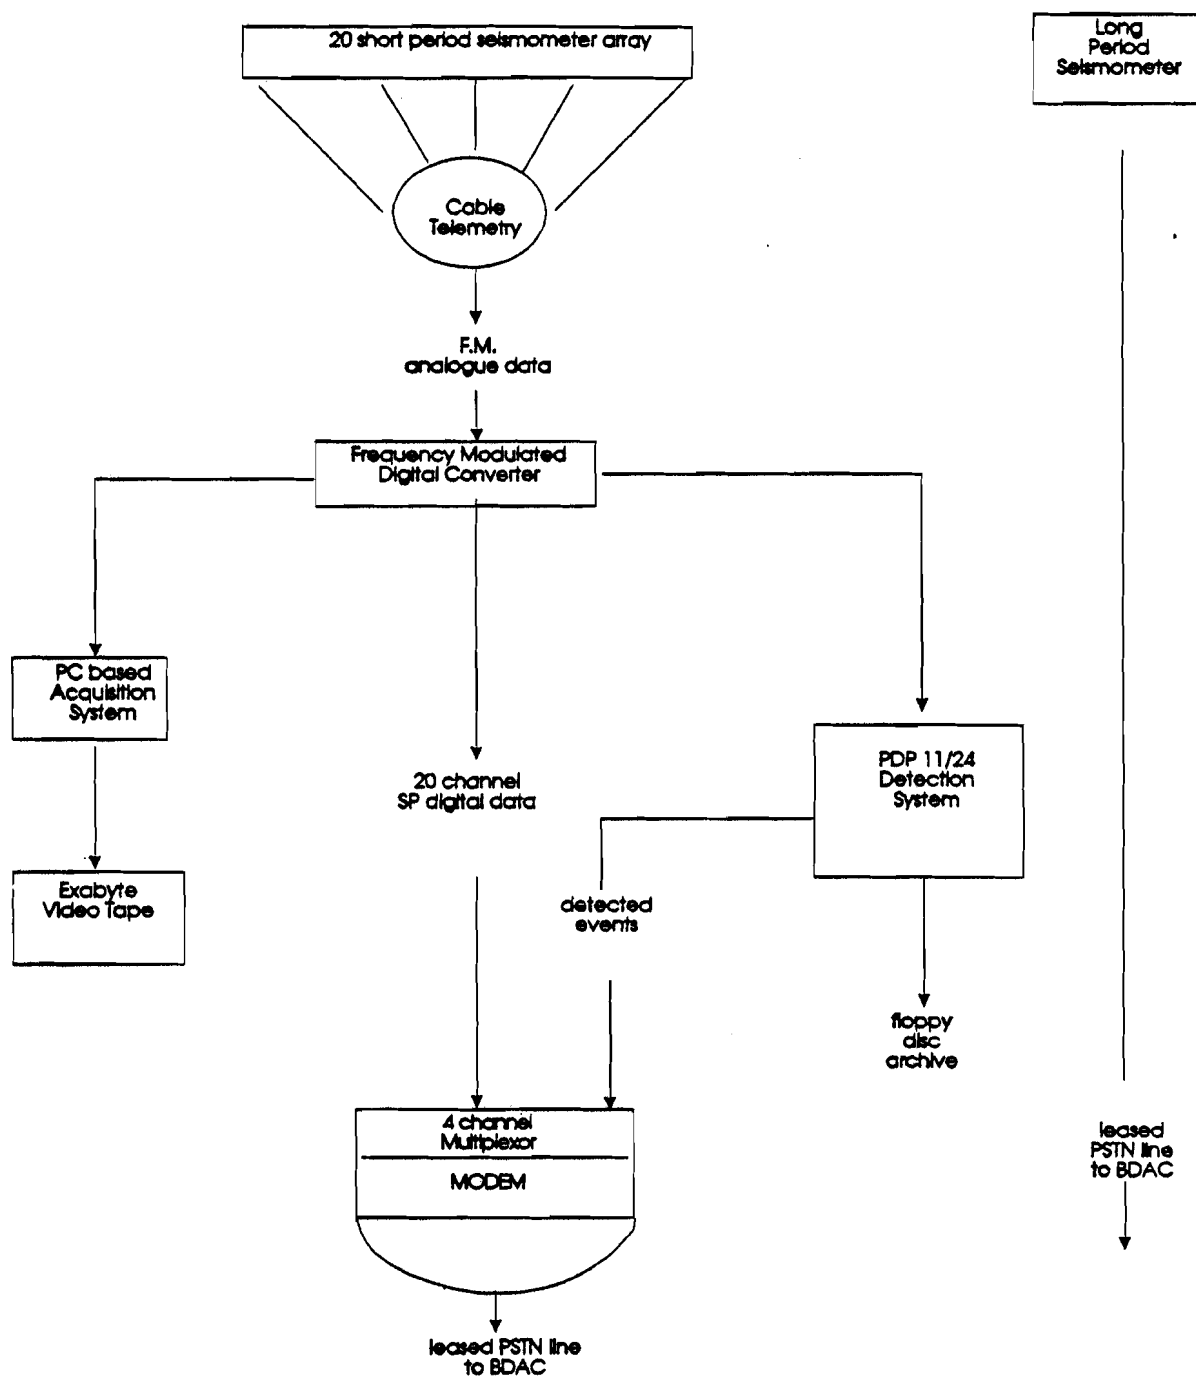 20 short period seismometer array
Long
Period
Seismometer
Cable
Telemetry
F.M.
analogue data
Frequency Modulated
Digital Converter
PC based
Acquisition
System
20 channel
SP digital data
PDP 11/24
Detection
System
Exabyte
Video Tape
detected
events
floppy
disc
archive
4 channel
Multiplexor
MODEM
leased
PSTN line
to BDAC
leased PSTN line
to BDAC